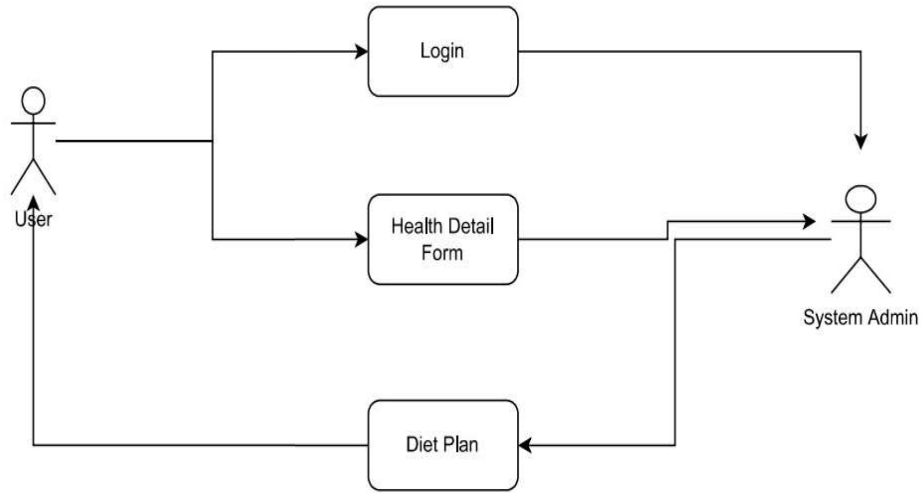 Login
User
Health Detail
Form
System Admin
Diet Plan